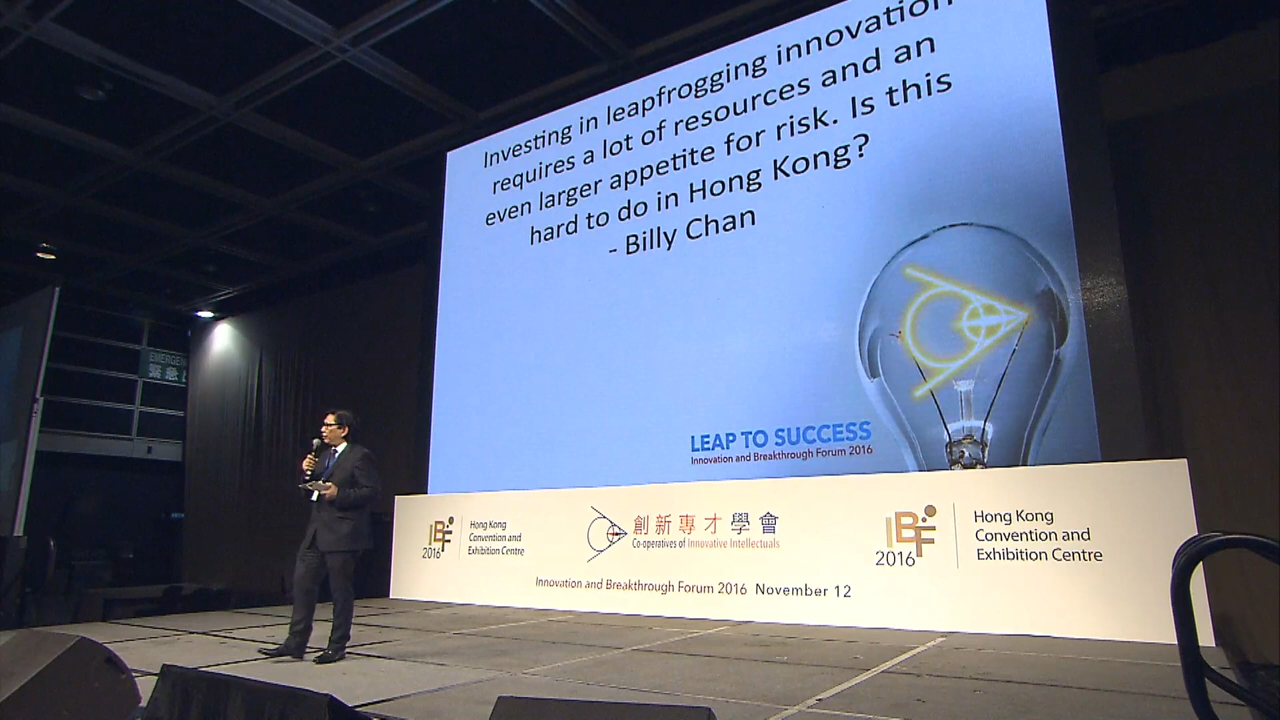 Investing in leapfrogging innovation
requires a lot of resources and an
even larger appetite for risk. Is this
hard to do in Hong Kong?
- Billy Chan
LEAP TO SUCCESS
Innovation and Breakthrough Forum 2016
IBF
2016
Hong Kong
Convention and
Exhibition Centre
創新專才學會
Co-operatives of Innovative Intellectuals
IBF
2016
Hong Kong
Convention and
Exhibition Centre
Innovation and Breakthrough Forum 2016 November 12
EMERGEN
緊急